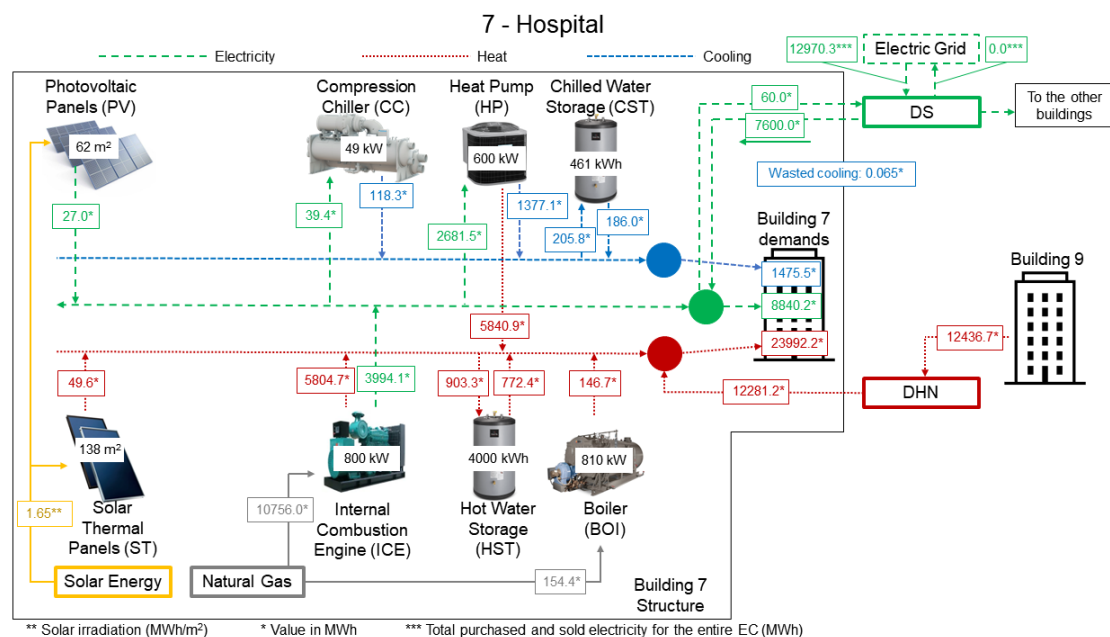 7 - Hospital
Electricity
Heat
Cooling
12970.3***
Electric Grid
0.0***
Photovoltaic
Panels (PV)
Compression
Chiller (CC)
Heat Pump
(HP)
Chilled Water
Storage (CST)
60.0*
7600.0*
DS
To the other
buildings
62 m²
49 kW
600 kW
461 kWh
Wasted cooling: 0.065*
27.0*
39.4*
118.3*
2681.5*
1377.1*
205.8*
186.0*
Building 7
demands
1475.5*
8840.2*
23992.2*
Building 9
5840.9*
12436.7*
49.6*
5804.7*
3994.1*
903.3*
772.4*
146.7*
12281.2*
DHN
138 m²
800 kW
4000 kWh
810 kW
1.65**
Solar
Thermal
Panels (ST)
10756.0*
Internal
Combustion
Engine (ICE)
Hot Water
Storage
(HST)
Boiler
(BOI)
Solar Energy
Natural Gas
154.4*
Building 7
Structure
** Solar irradiation (MWh/m²)
* Value in MWh
*** Total purchased and sold electricity for the entire EC (MWh)